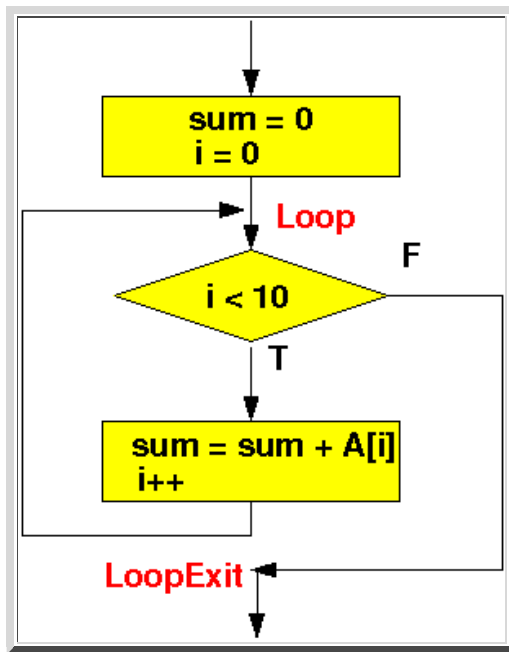 sum = 0
i = 0
Loop
F
i < 10
T
sum = sum + A[i]
i++
LoopExit